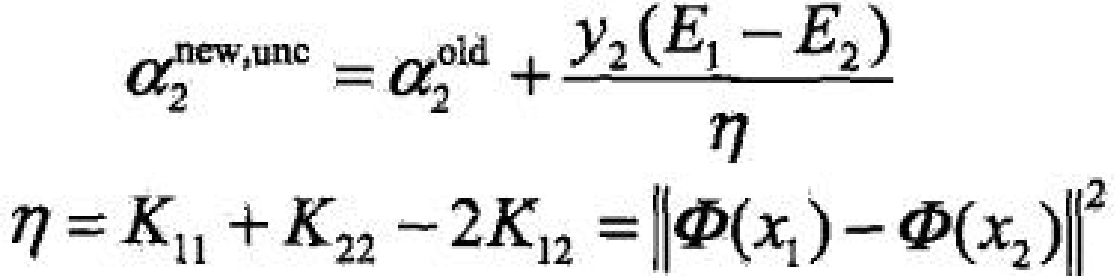 α₂^{new,unc} = α₂^{old} + y₂(E₁ − E₂) / η
η = K₁₁ + K₂₂ − 2K₁₂ = ‖Φ(x₁) − Φ(x₂)‖²